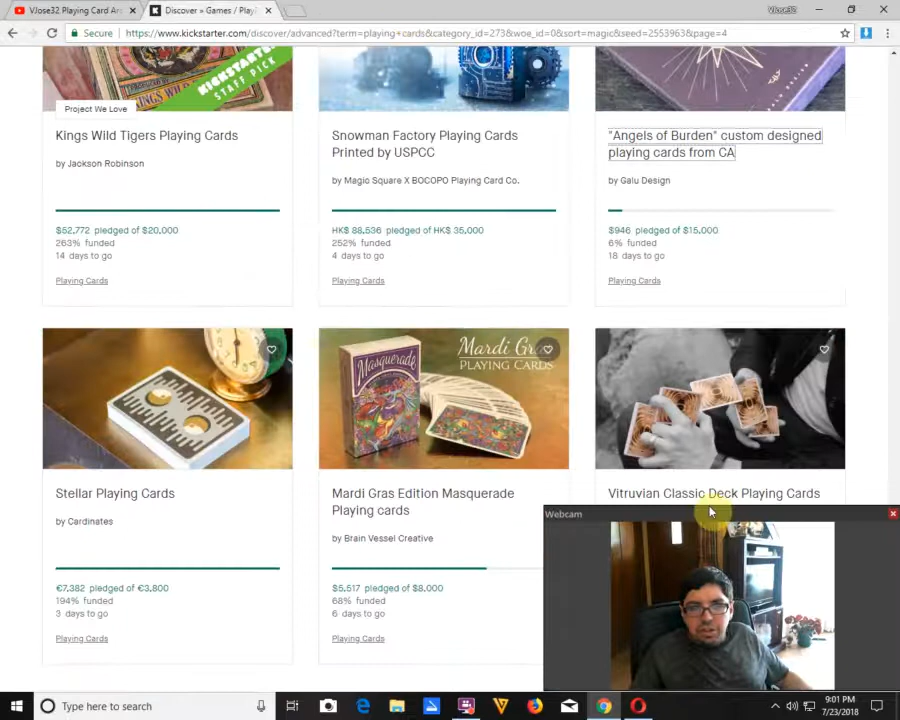 VJose32 Playing Card Ar
Discover » Games / Play
VJose32
Secure
https://www.kickstarter.com/discover/advanced?term=playing+cards&category_id=273&woe_id=0&sort=magic&seed=2553963&page=4
KICKSTARTER
STAFF PICK
Project We Love
Kings Wild Tigers Playing Cards
by Jackson Robinson
$52,772 pledged of $20,000
263% funded
14 days to go
Playing Cards
Snowman Factory Playing Cards
Printed by USPCC
by Magic Square X BOCOPO Playing Card Co.
HK$ 88,536 pledged of HK$ 35,000
252% funded
4 days to go
Playing Cards
"Angels of Burden" custom designed
playing cards from CA
by Galu Design
$946 pledged of $15,000
6% funded
18 days to go
Playing Cards
Stellar Playing Cards
by Cardinates
€7,382 pledged of €3,800
194% funded
3 days to go
Playing Cards
Masquerade
Mardi Gras
PLAYING CARDS
Mardi Gras Edition Masquerade
Playing cards
by Brain Vessel Creative
$5,517 pledged of $8,000
68% funded
6 days to go
Playing Cards
Vitruvian Classic Deck Playing Cards
Webcam
Type here to search
9:01 PM
7/23/2018